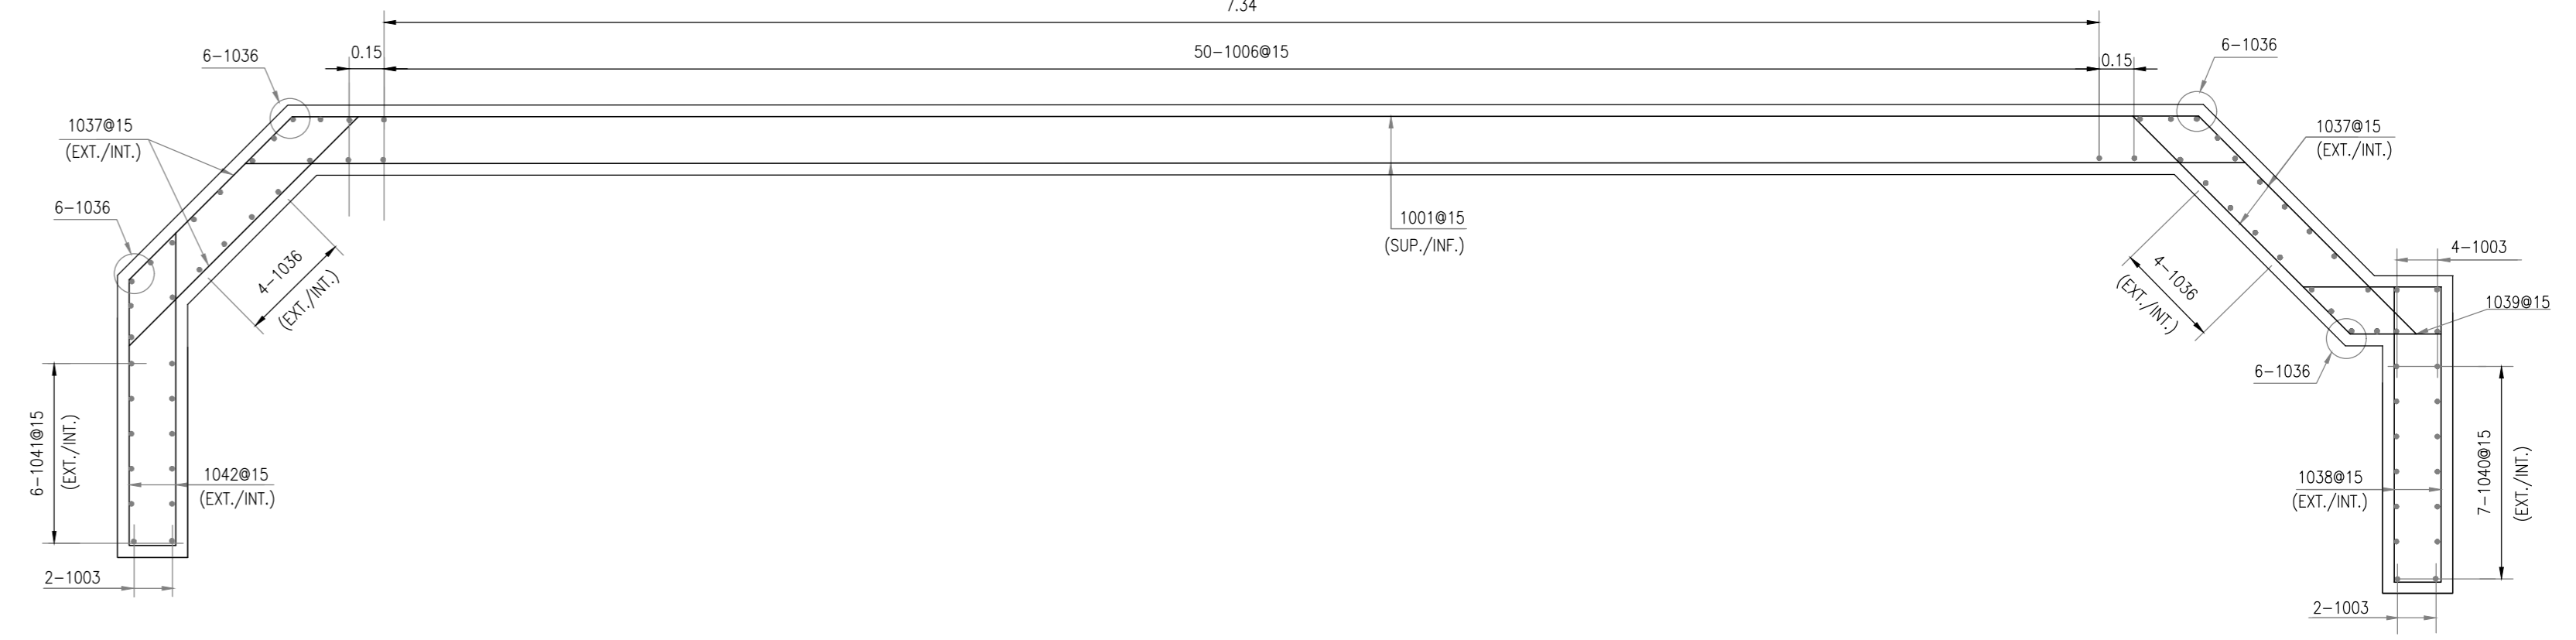 7.34
0.15
50-1006@15
0.15
6-1036
6-1036
1037@15
(EXT./INT.)
1037@15
(EXT./INT.)
6-1036
1001@15
(SUP./INF.)
4-1036
(EXT./INT.)
4-1036
(EXT./INT.)
4-1003
1039@15
6-1036
6-1041@15
(EXT./INT.)
1042@15
(EXT./INT.)
1038@15
(EXT./INT.)
7-1040@15
(EXT./INT.)
2-1003
2-1003